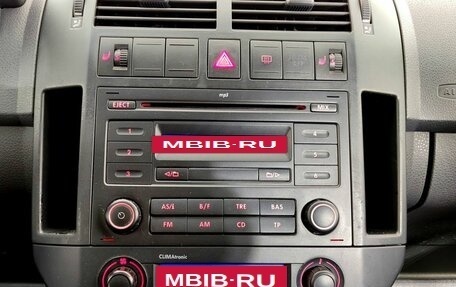 AI
mp3
EJECT
MIX
1
4
MBIB-RU
2
5
3
6
AS/i B/F TRE BAS
FM AM CD TP
CLIMAtronic
MBIB-RU